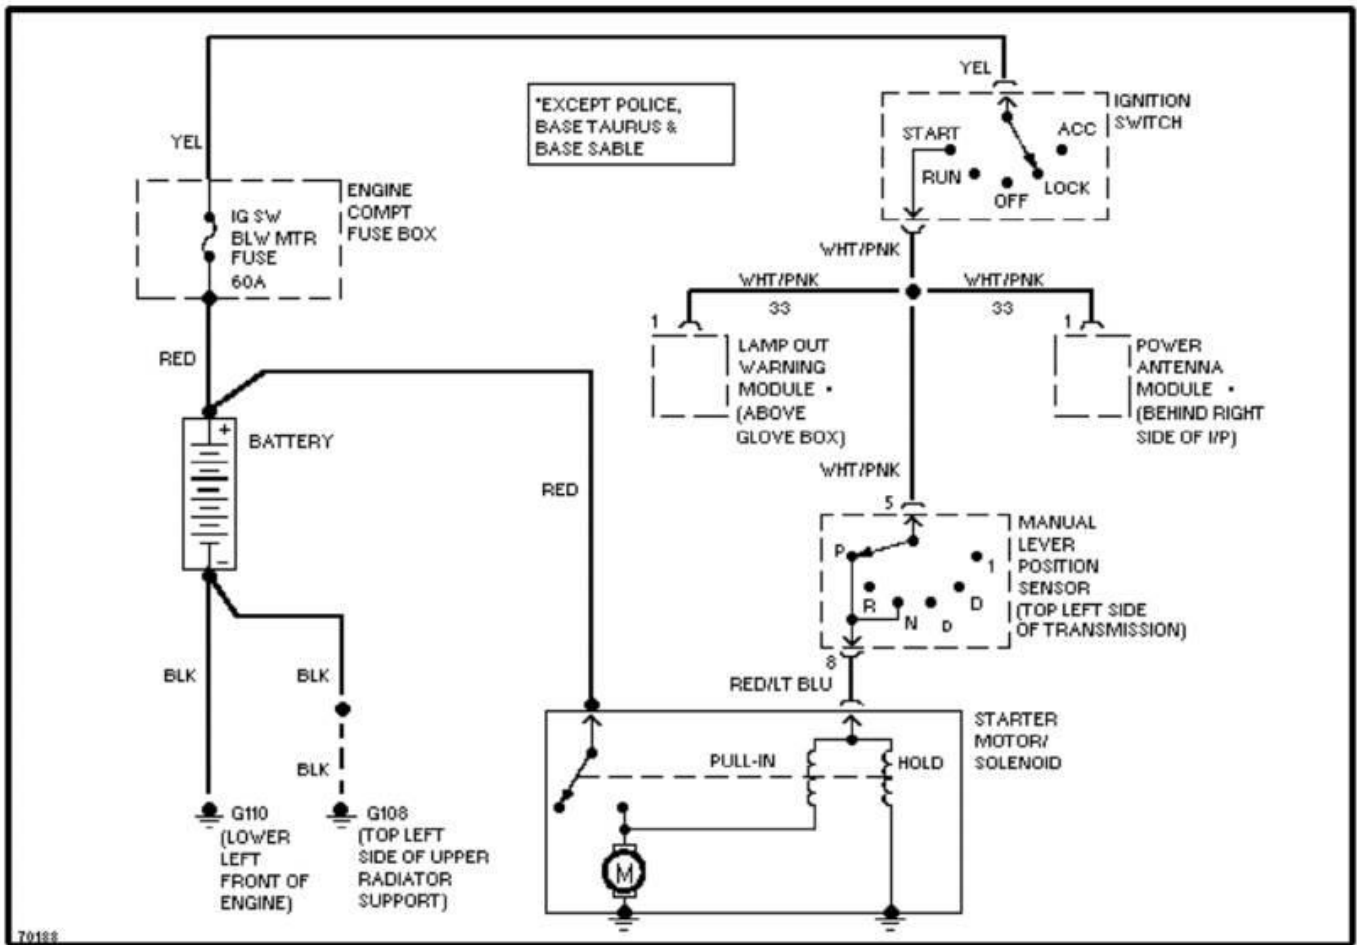 YEL
*EXCEPT POLICE,
BASE TAURUS &
BASE SABLE
IGNITION
SWITCH
START
ACC
RUN
OFF
LOCK
YEL
ENGINE
COMPT
FUSE BOX
IG SW
BLW MTR
FUSE
60A
WHT/PNK
WHT/PNK
33
WHT/PNK
33
1
LAMP OUT
WARNING
MODULE *
(ABOVE
GLOVE BOX)
1
POWER
ANTENNA
MODULE *
(BEHIND RIGHT
SIDE OF I/P)
RED
+
BATTERY
-
RED
WHT/PNK
5
MANUAL
LEVER
POSITION
SENSOR
(TOP LEFT SIDE
OF TRANSMISSION)
P
R
N
D
D
1
8
RED/LT BLU
BLK
BLK
BLK
STARTER
MOTOR/
SOLENOID
PULL-IN
HOLD
M
G110
(LOWER
LEFT
FRONT OF
ENGINE)
G108
(TOP LEFT
SIDE OF UPPER
RADIATOR
SUPPORT)
70188